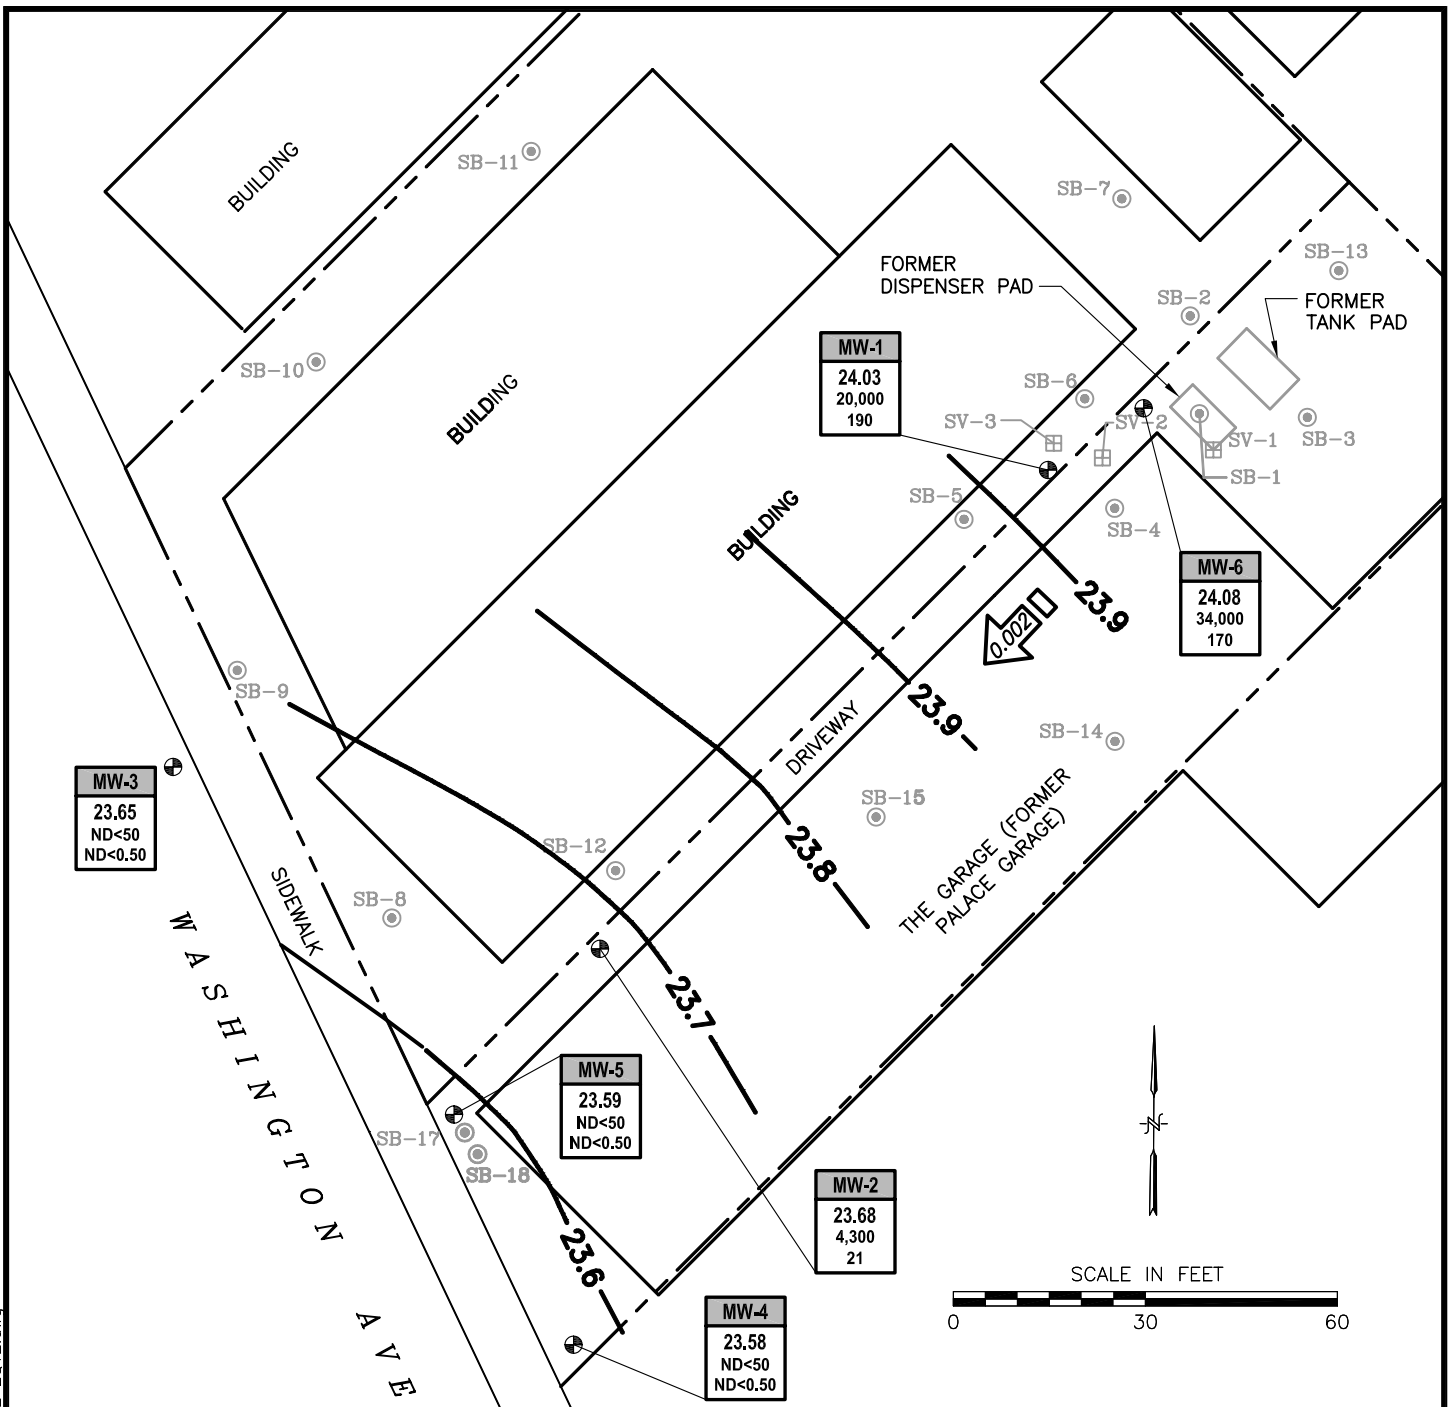 BUILDING
SB-11
SB-7
SB-13
FORMER
DISPENSER PAD
SB-2
FORMER
TANK PAD
MW-1
24.03
20,000
190
SB-10
BUILDING
SB-6
SV-3
SV-2
SV-1
SB-3
SB-1
SB-5
SB-4
BUILDING
MW-6
24.08
34,000
170
23.9
0.002
SB-9
23.9
DRIVEWAY
SB-14
MW-3
23.65
ND<50
ND<0.50
SB-15
THE GARAGE (FORMER
PALACE GARAGE)
23.8
SB-12
SIDEWALK
SB-8
WASHINGTON AVE
23.7
MW-5
23.59
ND<50
ND<0.50
SB-17
SB-18
N
MW-2
23.68
4,300
21
23.6
SCALE IN FEET
0 30 60
MW-4
23.58
ND<50
ND<0.50